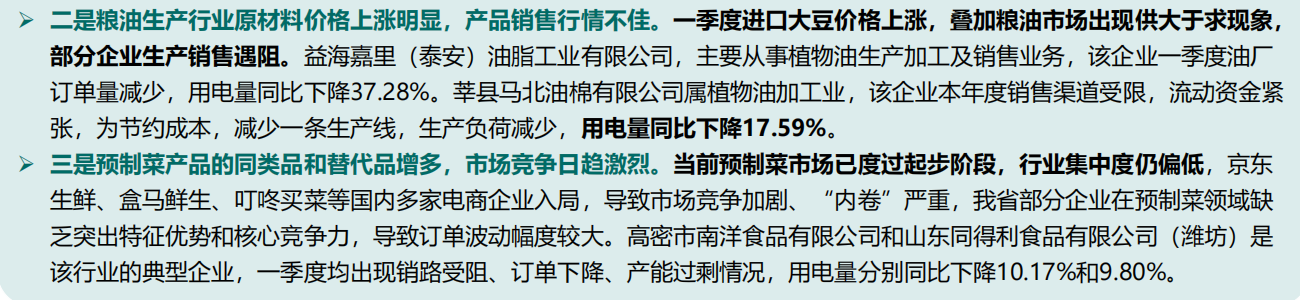 ➢ 二是粮油生产行业原材料价格上涨明显，产品销售行情不佳。一季度进口大豆价格上涨，叠加粮油市场出现供大于求现象，
部分企业生产销售遇阻。益海嘉里（泰安）油脂工业有限公司，主要从事植物油生产加工及销售业务，该企业一季度油厂
订单量减少，用电量同比下降37.28%。莘县马北油棉有限公司属植物油加工业，该企业本年度销售渠道受限，流动资金紧
张，为节约成本，减少一条生产线，生产负荷减少，用电量同比下降17.59%。
➢ 三是预制菜产品的同类品和替代品增多，市场竞争日趋激烈。当前预制菜市场已度过起步阶段，行业集中度仍偏低，京东
生鲜、盒马鲜生、叮咚买菜等国内多家电商企业入局，导致市场竞争加剧、“内卷”严重，我省部分企业在预制菜领域缺
乏突出特征优势和核心竞争力，导致订单波动幅度较大。高密市南洋食品有限公司和山东同得利食品有限公司（潍坊）是
该行业的典型企业，一季度均出现销路受阻、订单下降、产能过剩情况，用电量分别同比下降10.17%和9.80%。